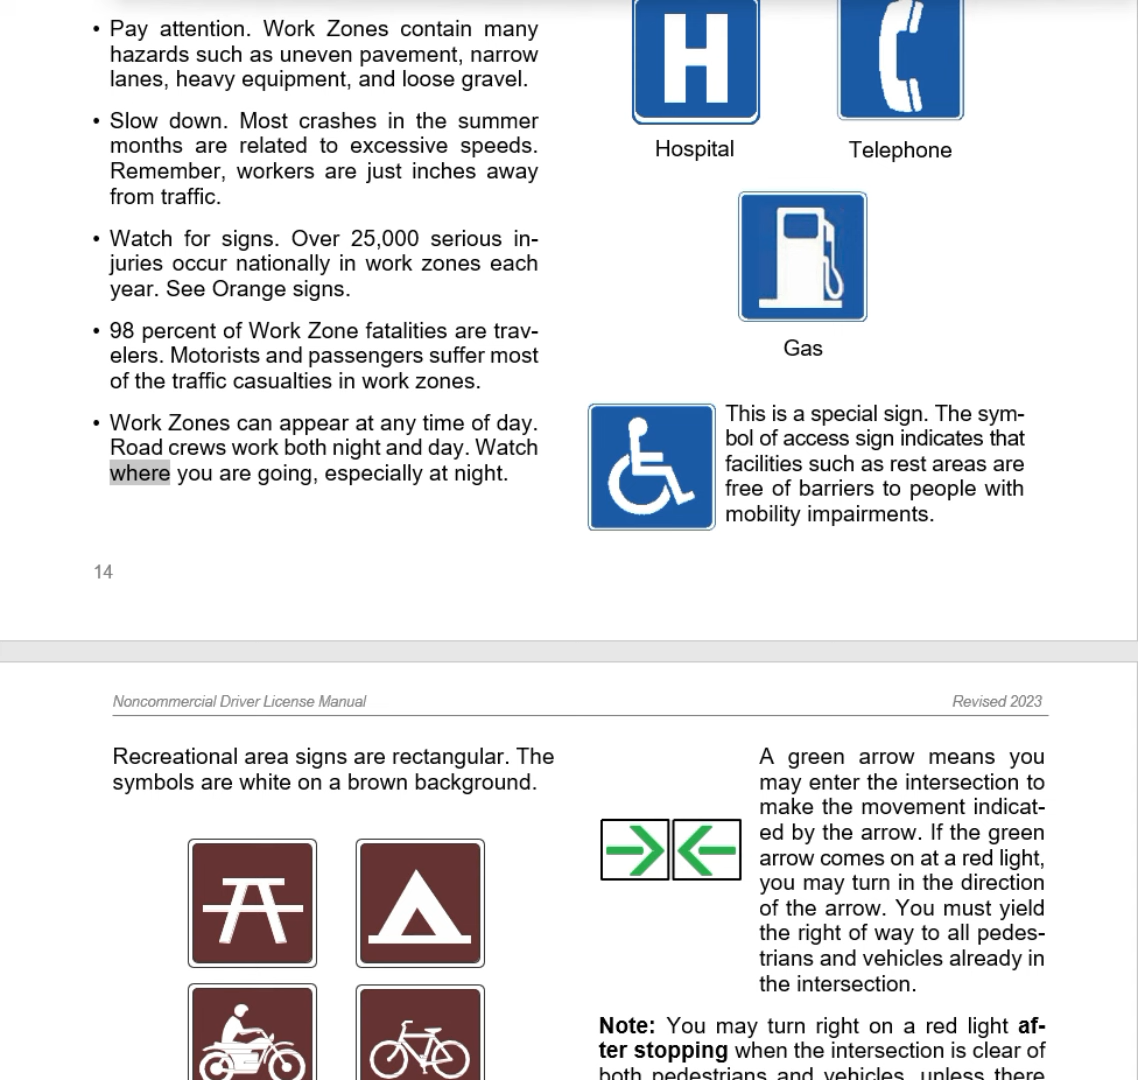 • Pay attention. Work Zones contain many
hazards such as uneven pavement, narrow
lanes, heavy equipment, and loose gravel.
• Slow down. Most crashes in the summer
months are related to excessive speeds.
Remember, workers are just inches away
from traffic.
• Watch for signs. Over 25,000 serious in-
juries occur nationally in work zones each
year. See Orange signs.
• 98 percent of Work Zone fatalities are trav-
elers. Motorists and passengers suffer most
of the traffic casualties in work zones.
• Work Zones can appear at any time of day.
Road crews work both night and day. Watch
where you are going, especially at night.
H
Hospital
Telephone
Gas
This is a special sign. The sym-
bol of access sign indicates that
facilities such as rest areas are
free of barriers to people with
mobility impairments.
14
Noncommercial Driver License Manual
Revised 2023
Recreational area signs are rectangular. The
symbols are white on a brown background.
A green arrow means you
may enter the intersection to
make the movement indicat-
ed by the arrow. If the green
arrow comes on at a red light,
you may turn in the direction
of the arrow. You must yield
the right of way to all pedes-
trians and vehicles already in
the intersection.
Note: You may turn right on a red light af-
ter stopping when the intersection is clear of
both pedestrians and vehicles, unless there